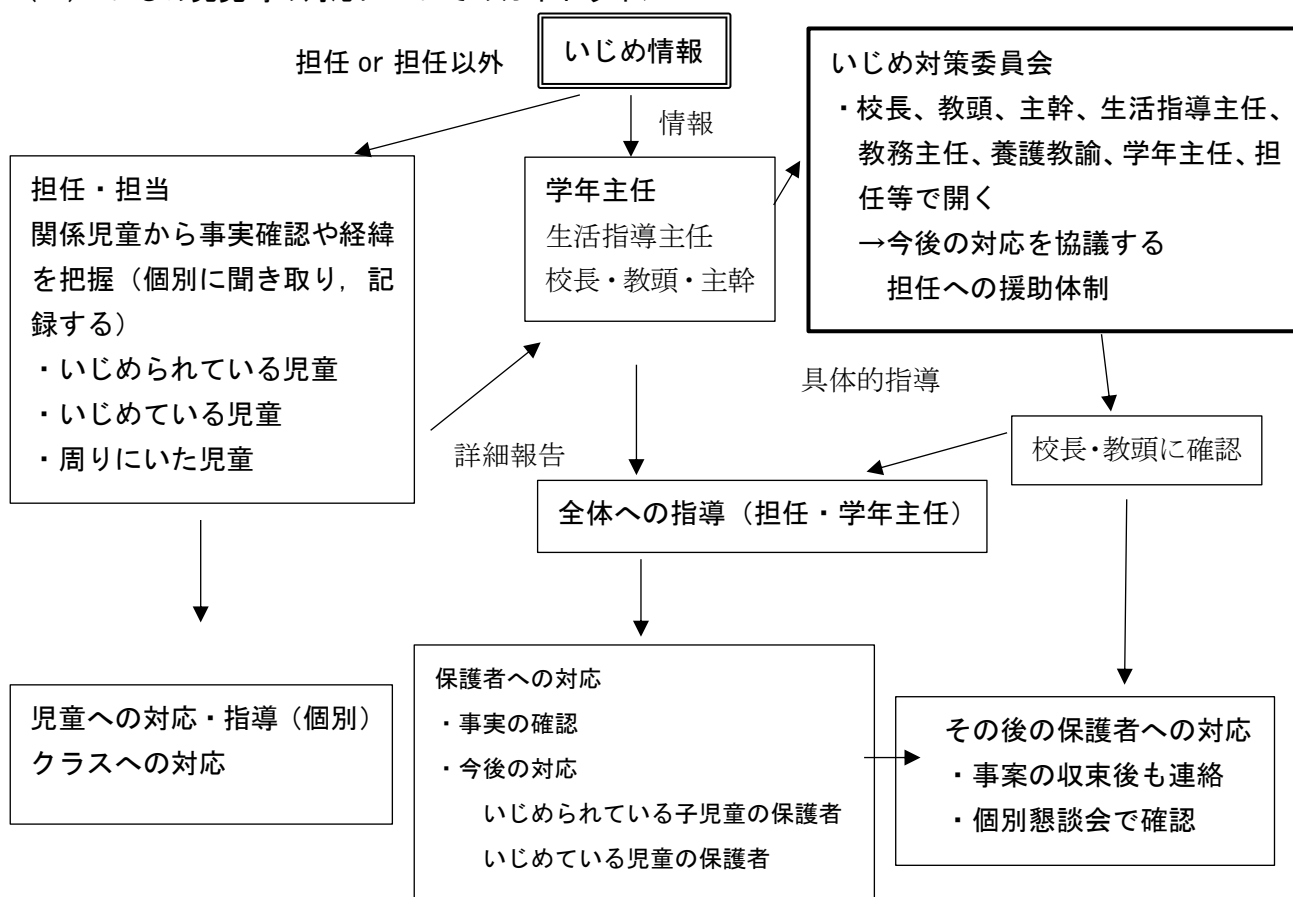 担任 or 担任以外
いじめ情報
情報
いじめ対策委員会
・校長、教頭、主幹、生活指導主任、
教務主任、養護教諭、学年主任、担
任等で開く
→今後の対応を協議する
担任への援助体制
担任・担当
関係児童から事実確認や経緯
を把握（個別に聞き取り，記
録する）
・いじめられている児童
・いじめている児童
・周りにいた児童
学年主任
生活指導主任
校長・教頭・主幹
詳細報告
具体的指導
校長・教頭に確認
全体への指導（担任・学年主任）
児童への対応・指導（個別）
クラスへの対応
保護者への対応
・事実の確認
・今後の対応
いじめられている子児童の保護者
いじめている児童の保護者
その後の保護者への対応
・事案の収束後も連絡
・個別懇談会で確認